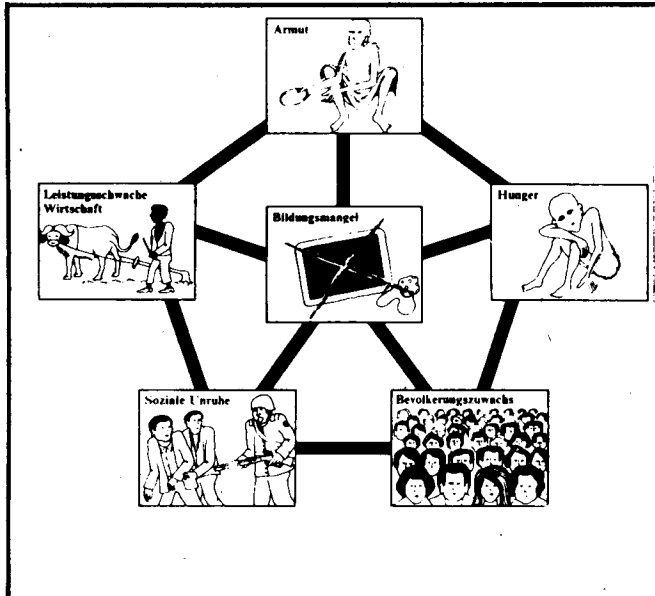 Armut
Leistungsschwache
Wirtschaft
Bildungsmangel
Hunger
Soziale Unruhe
Bevolkerungszuwachs